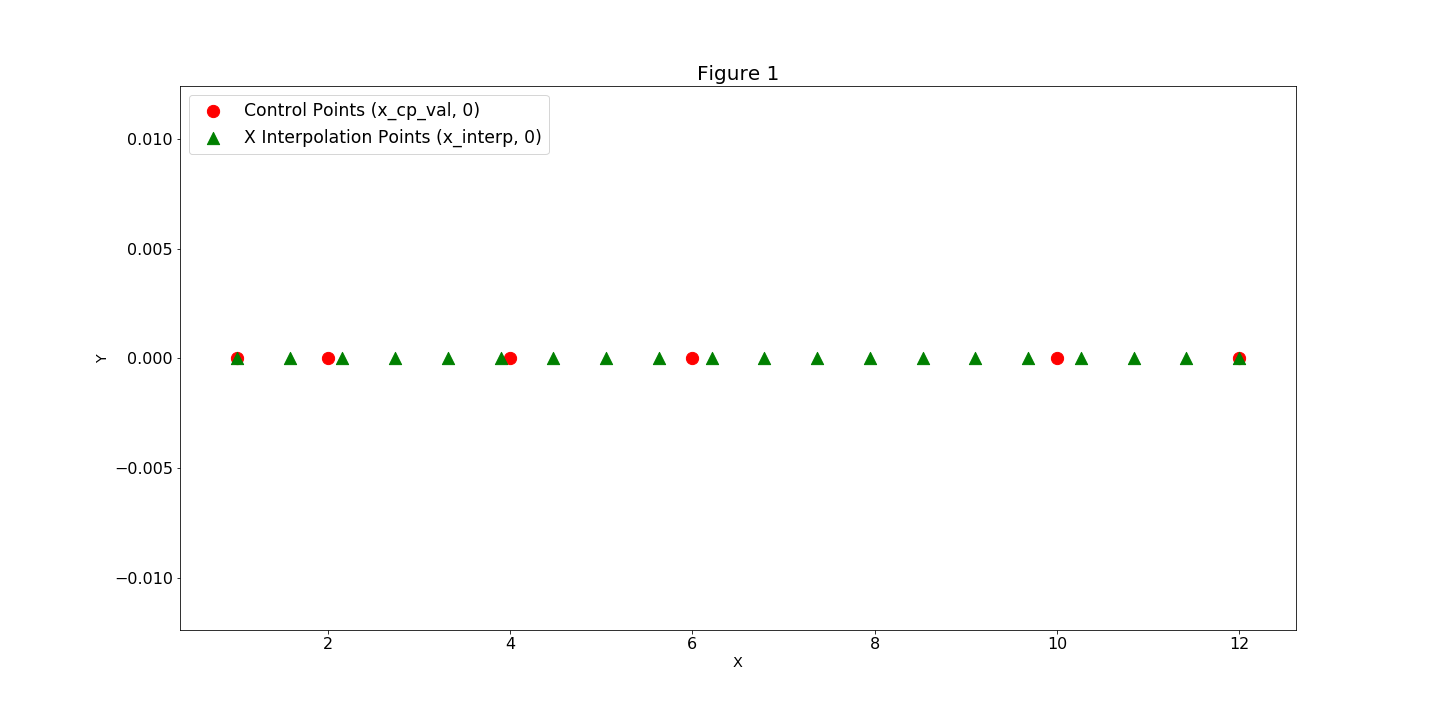 Figure 1
Control Points (x_cp_val, 0)
X Interpolation Points (x_interp, 0)
0.010
0.005
0.000
−0.005
−0.010
Y
2 4 6 8 10 12
X